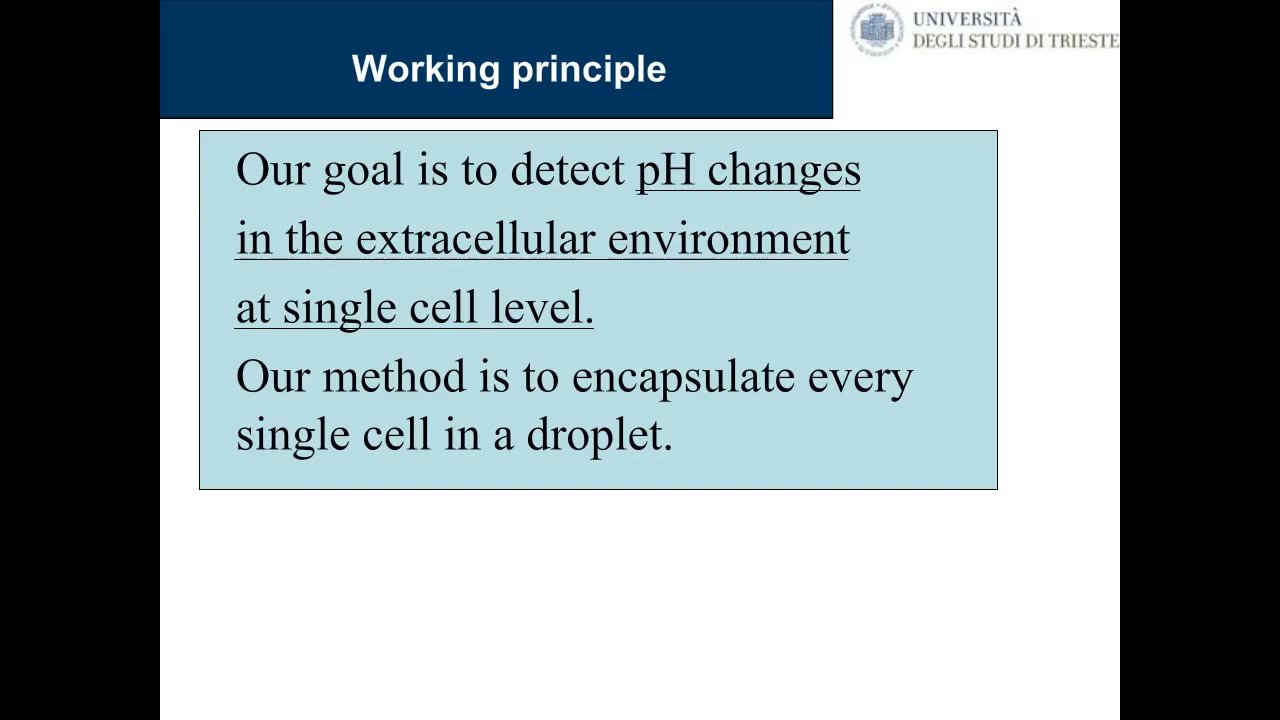 Working principle
UNIVERSITÀ
DEGLI STUDI DI TRIESTE
Our goal is to detect pH changes
in the extracellular environment
at single cell level.
Our method is to encapsulate every
single cell in a droplet.